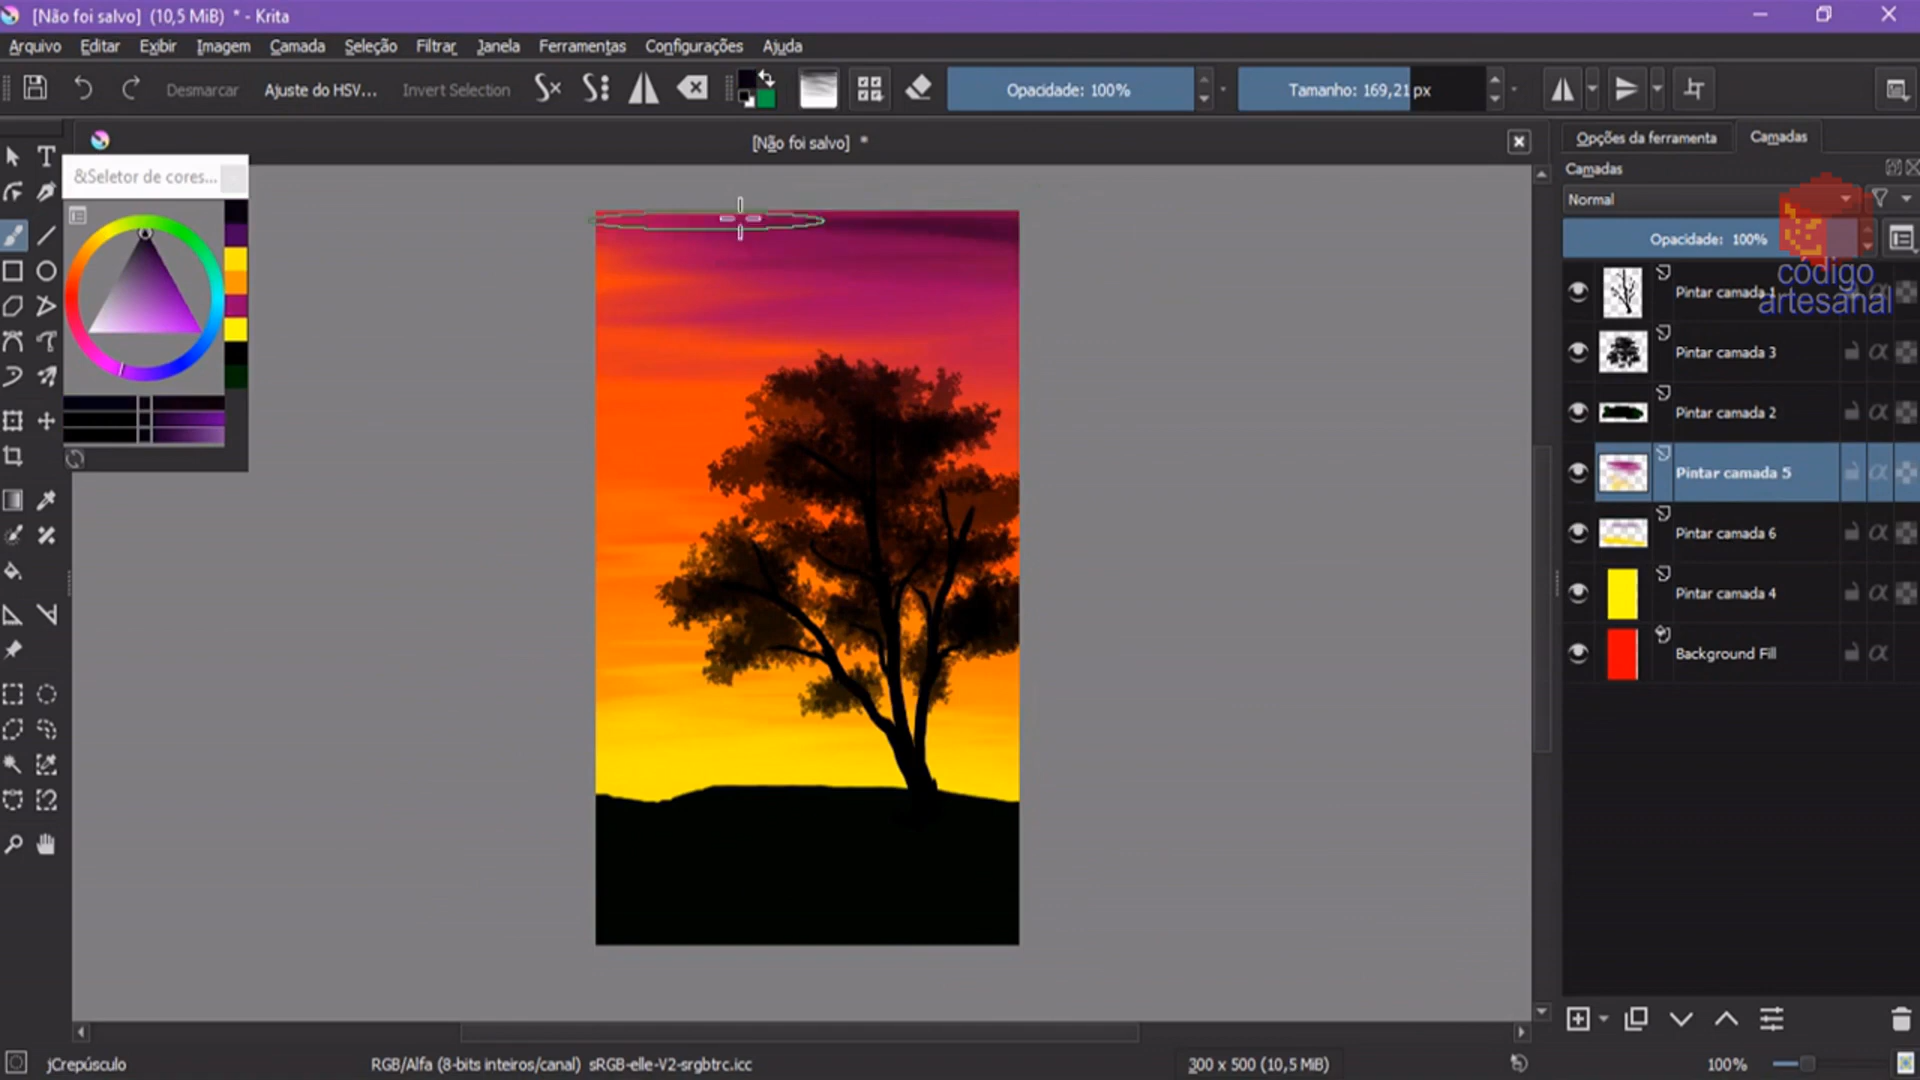 [Não foi salvo] (10,5 MiB) * - Krita
Arquivo Editar Exibir Imagem Camada Seleção Filtrar Janela Ferramentas Configurações Ajuda
Desmarcar Ajuste do HSV... Invert Selection Opacidade: 100% Tamanho: 169,21 px
[Não foi salvo] *
Opções da ferramenta Camadas
&Seletor de cores...
Camadas
Normal
Opacidade: 100%
código
artesanal
Pintar camada 1
Pintar camada 3
Pintar camada 2
Pintar camada 5
Pintar camada 6
Pintar camada 4
Background Fill
jCrepúsculo RGB/Alfa (8-bits inteiros/canal) sRGB-elle-V2-srgbtrc.icc 300 x 500 (10,5 MiB) 100%